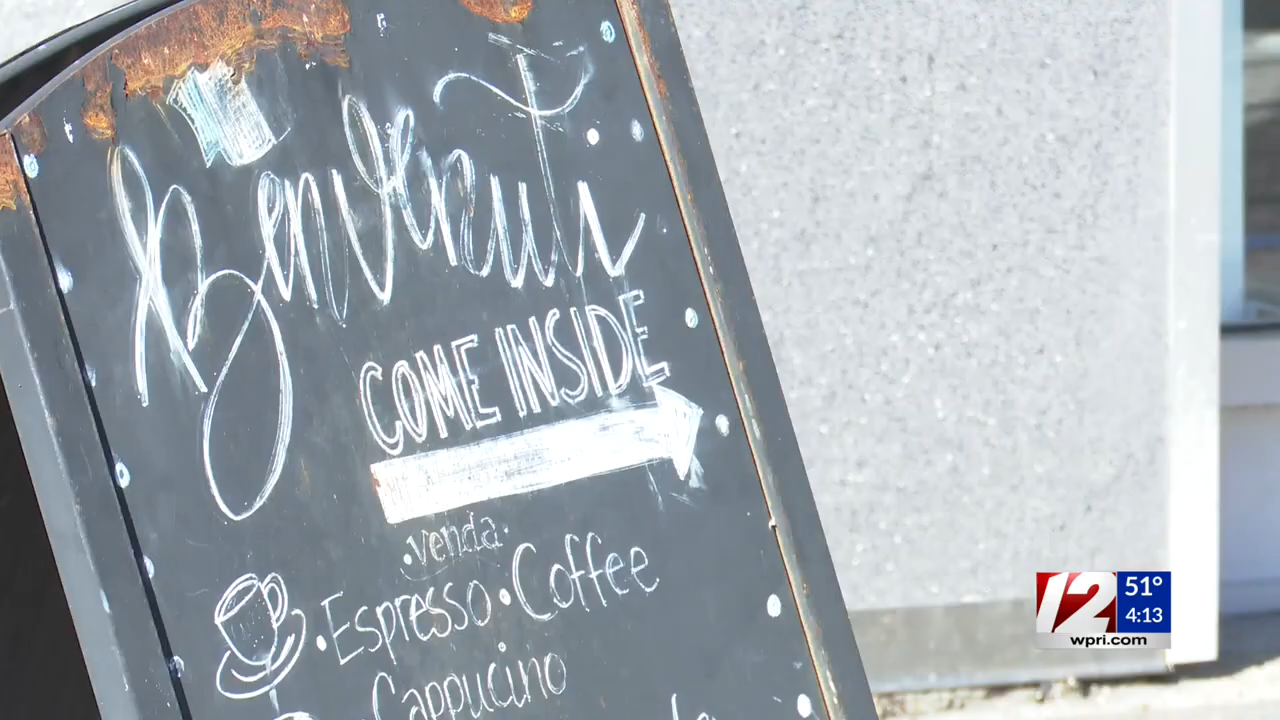 Benvenuti
COME INSIDE
.venda.
• Espresso • Coffee
Cappucino
12
51°
4:13
wpri.com